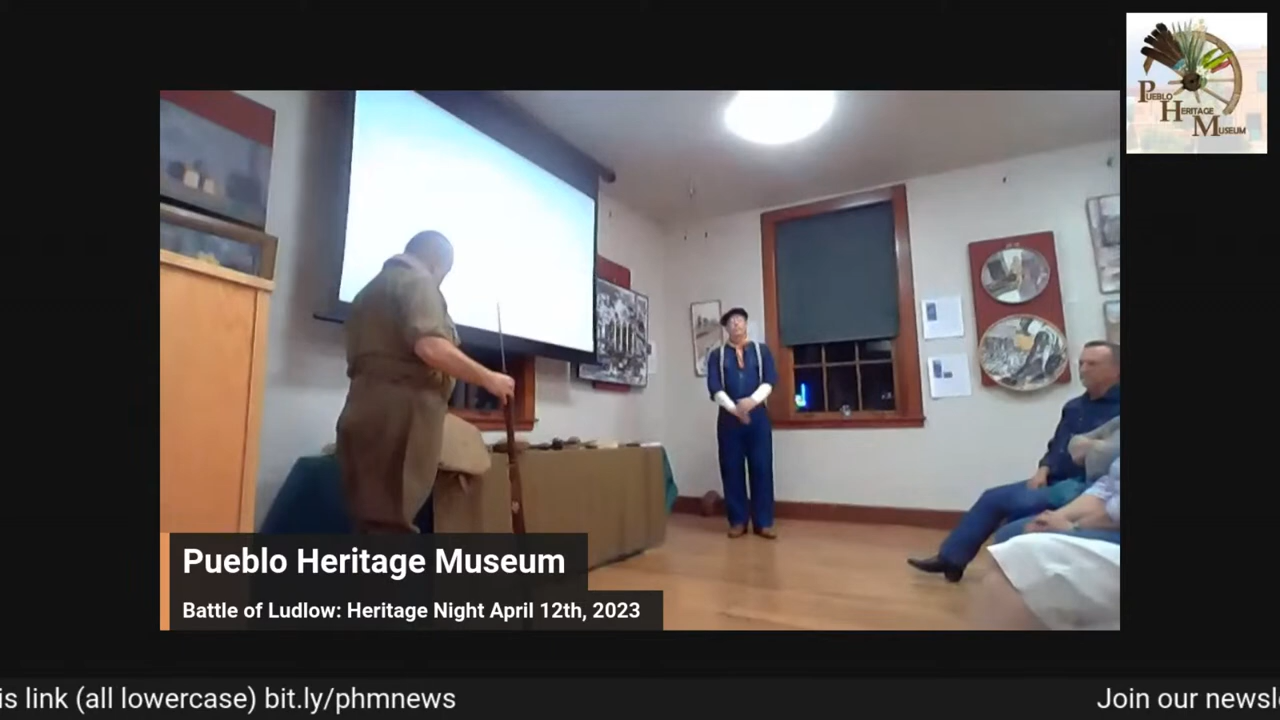 PUEBLO
HERITAGE
MUSEUM
Pueblo Heritage Museum
Battle of Ludlow: Heritage Night April 12th, 2023
is link (all lowercase) bit.ly/phmnews
Join our newsl